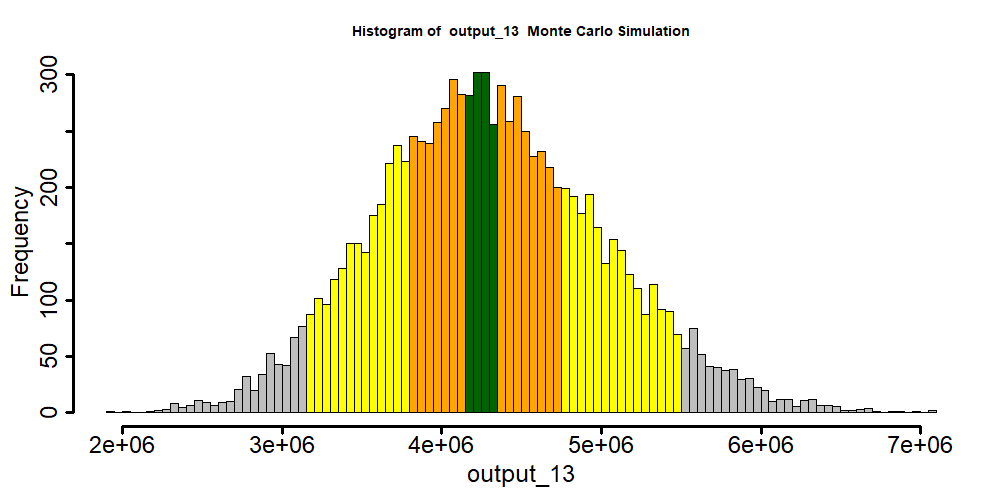 Histogram of output_13 Monte Carlo Simulation
300
200
100
50
0
Frequency
2e+06 3e+06 4e+06 5e+06 6e+06 7e+06
output_13